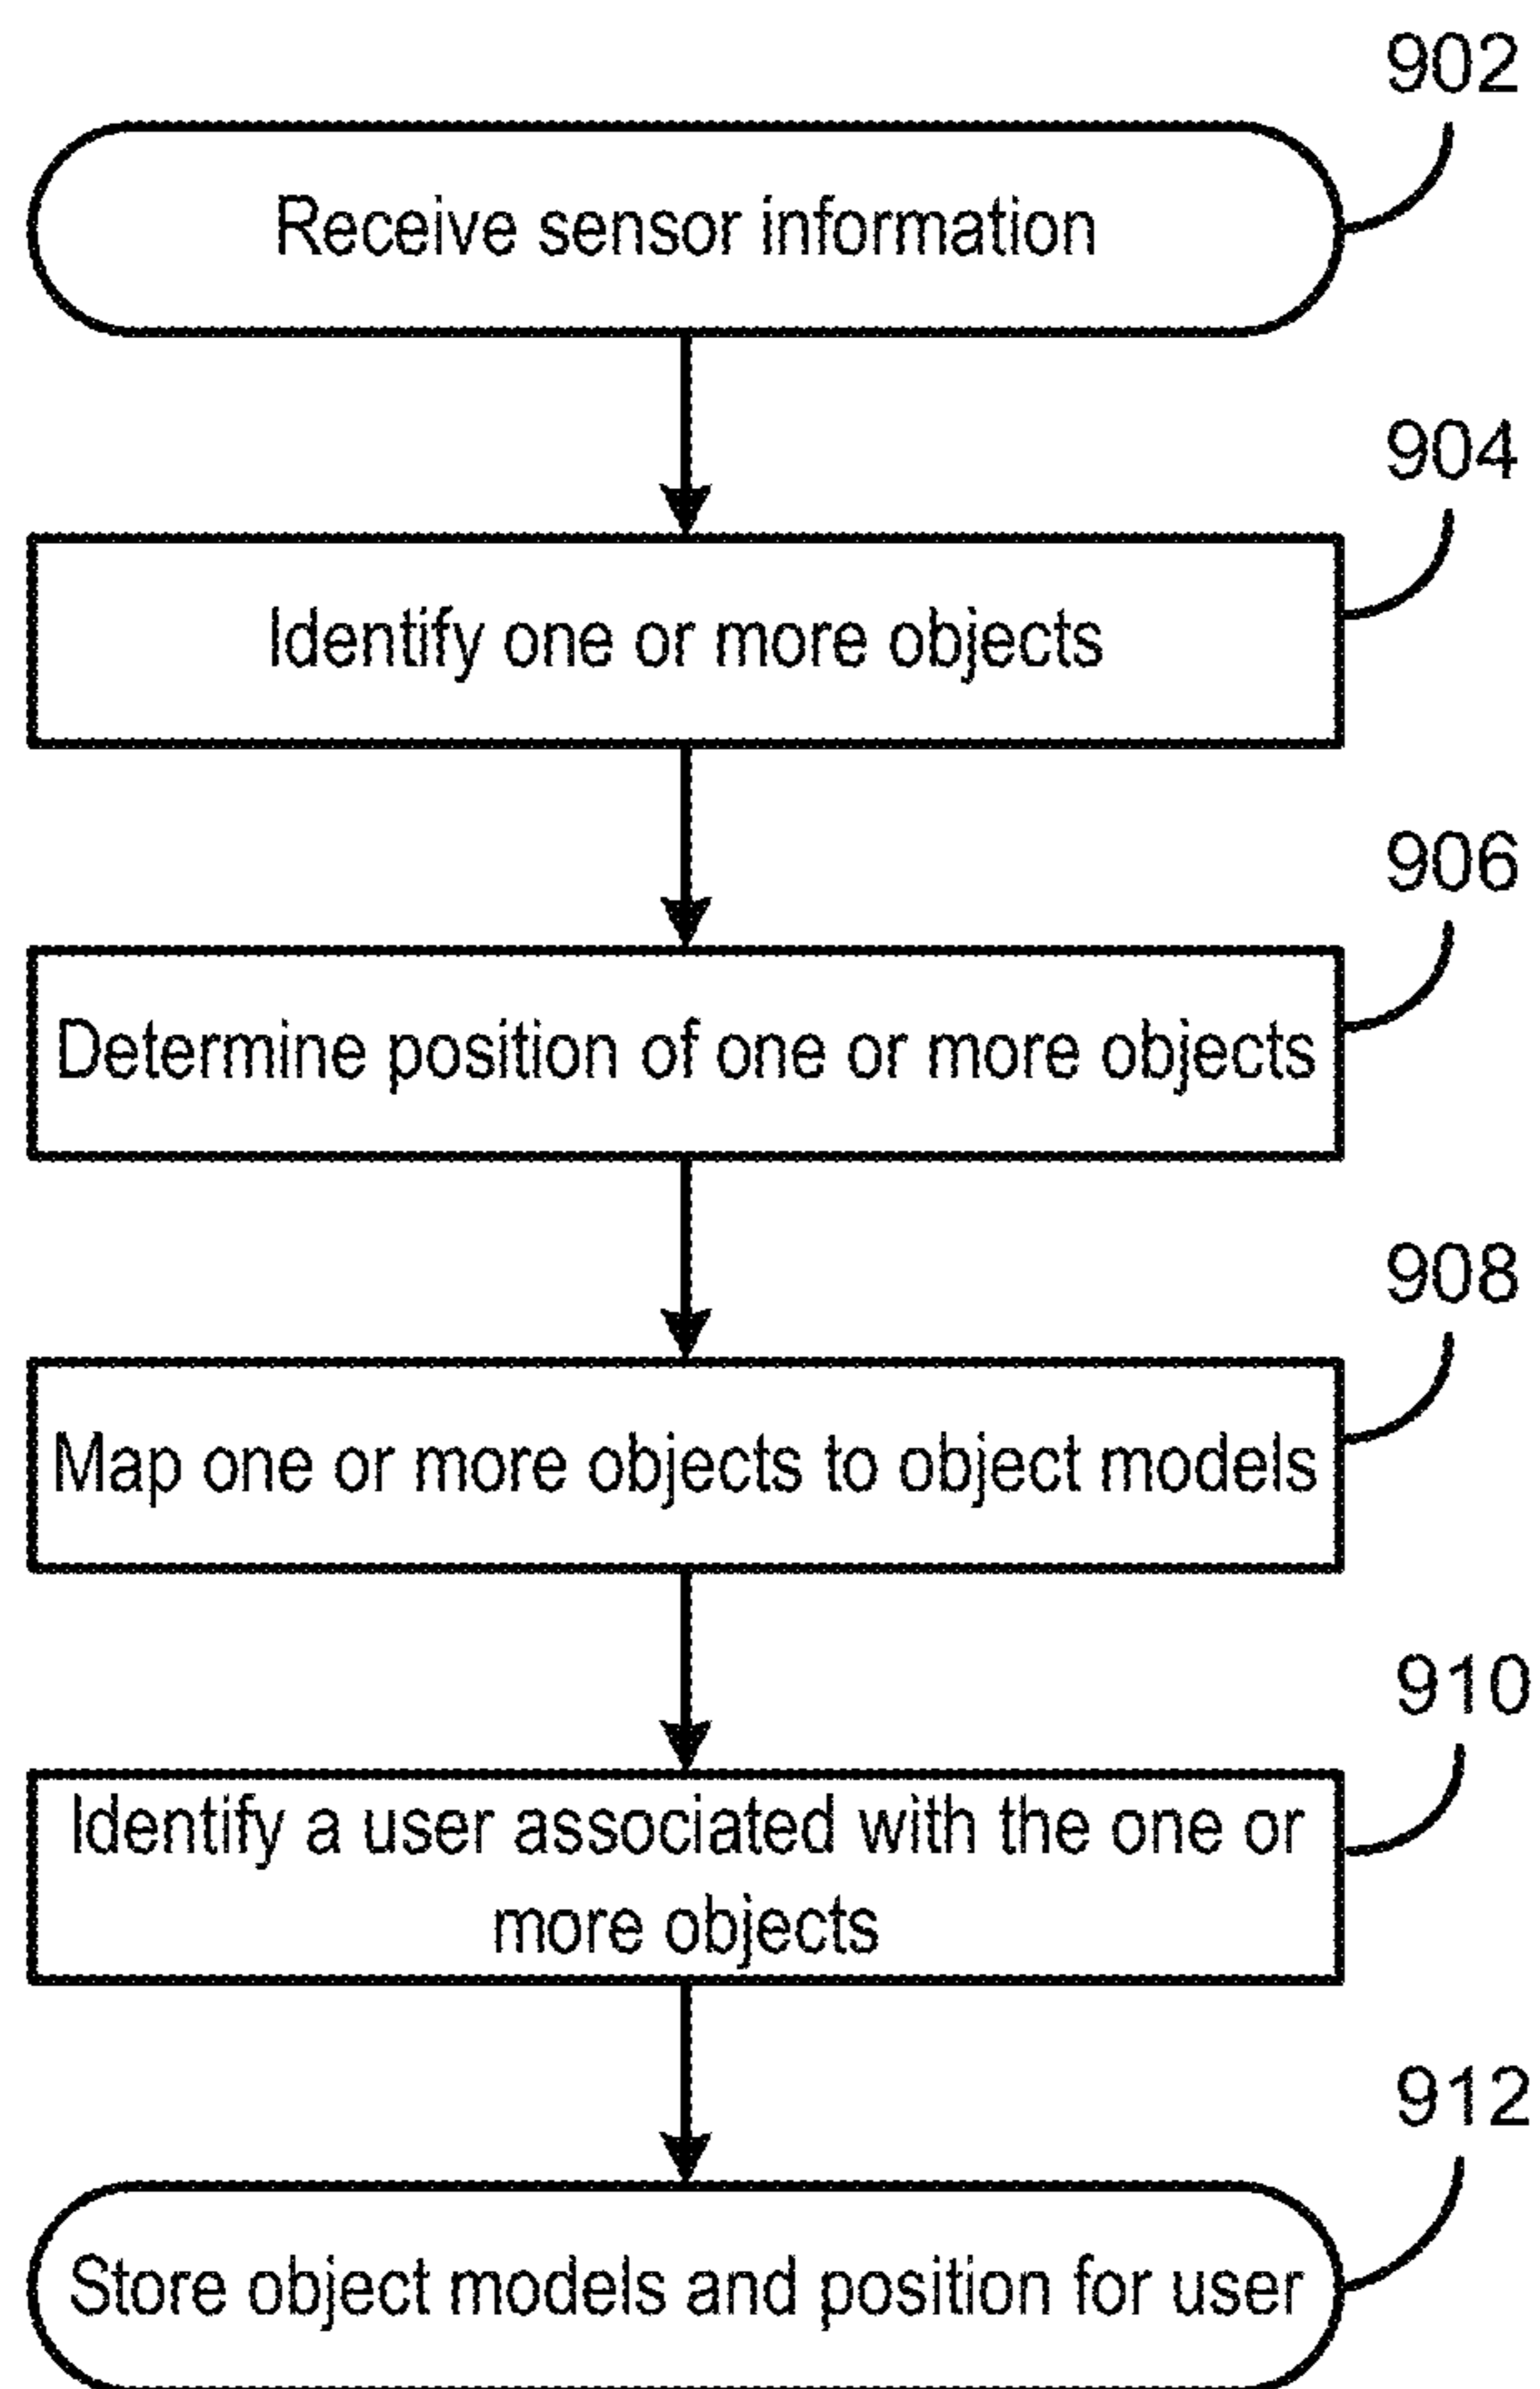 902
Receive sensor information
904
Identify one or more objects
906
Determine position of one or more objects
908
Map one or more objects to object models
910
Identify a user associated with the one or
more objects
912
Store object models and position for user